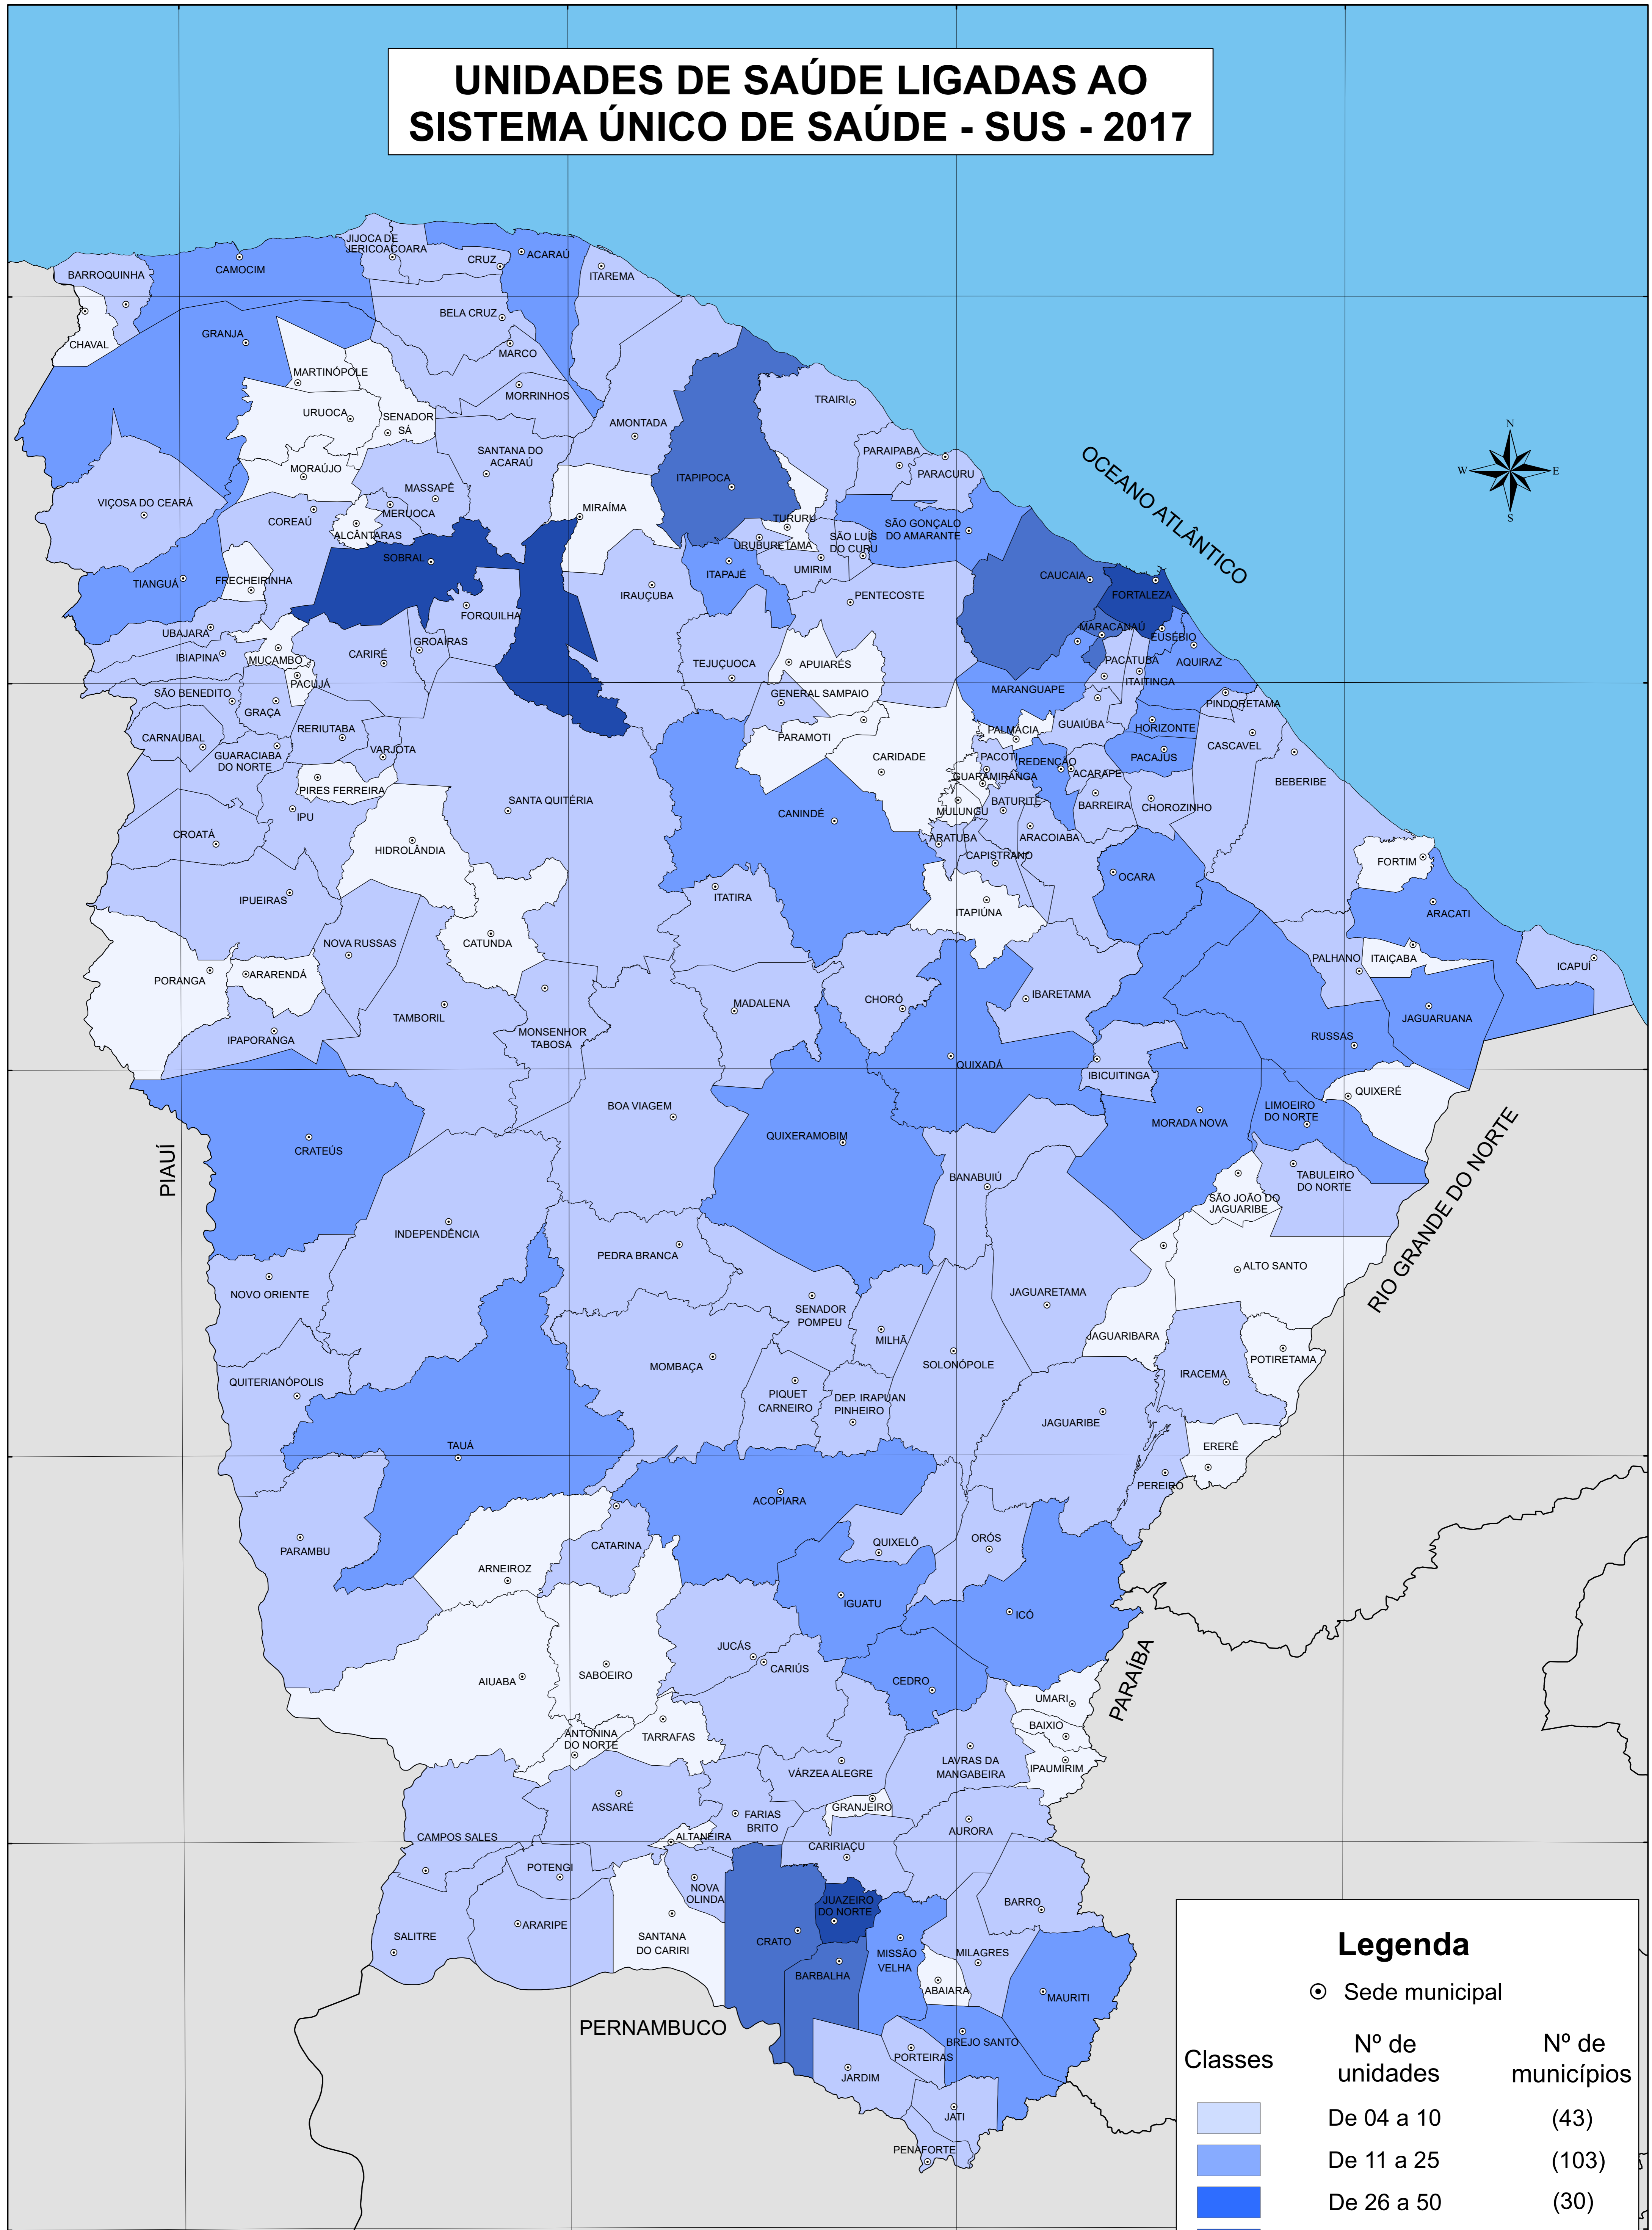 UNIDADES DE SAÚDE LIGADAS AO
SISTEMA ÚNICO DE SAÚDE - SUS - 2017
JIJOCA DE
JERICOACOARA
CRUZ
ACARAÚ
BARROQUINHA
CAMOCIM
ITAREMA
CHAVAL
GRANJA
BELA CRUZ
MARCO
MARTINÓPOLE
MORRINHOS
URUOCA
SENADOR
SÁ
AMONTADA
TRAIRI
N
W
E
S
OCEANO ATLÂNTICO
SANTANA DO
ACARAÚ
PARAIPABA
PARACURU
MORAÚJO
ITAPIPOCA
MASSAPÊ
VIÇOSA DO CEARÁ
MERUOCA
MIRAÍMA
COREAÚ
TURURU
ALCÂNTARAS
SÃO GONÇALO
DO AMARANTE
URUBURETAMA
SÃO LUÍS
DO CURU
SOBRAL
UMIRIM
ITAPAJÉ
CAUCAIA
TIANGUÁ
FRECHEIRINHA
IRAUÇUBA
PENTECOSTE
FORTALEZA
FORQUILHA
UBAJARA
MARACANAÚ
EUSÉBIO
GROAÍRAS
IBIAPINA
MUCAMBO
CARIRÉ
TEJUÇUOCA
APUIARÉS
PACATUBA
AQUIRAZ
PACUJÁ
ITAITINGA
SÃO BENEDITO
GENERAL SAMPAIO
MARANGUAPE
PINDORETAMA
GRAÇA
GUAIÚBA
RERIUTABA
PALMÁCIA
HORIZONTE
CARNAUBAL
PARAMOTI
CASCAVEL
VARJOTA
GUARACIABA
DO NORTE
CARIDADE
PACOTI
REDENÇÃO
PACAJUS
GUARAMIRANGA
ACARAPE
BEBERIBE
PIRES FERREIRA
SANTA QUITÉRIA
IPU
MULUNGU
BATURITÉ
BARREIRA
CHOROZINHO
CANINDÉ
CROATÁ
ARATUBA
ARACOIABA
HIDROLÂNDIA
CAPISTRANO
FORTIM
OCARA
IPUEIRAS
ITATIRA
ITAPIÚNA
ARACATI
NOVA RUSSAS
CATUNDA
PALHANO
ITAIÇABA
ICAPUÍ
PORANGA
ARARENDÁ
MADALENA
CHORÓ
IBARETAMA
TAMBORIL
JAGUARUANA
IPAPORANGA
MONSENHOR
TABOSA
RUSSAS
QUIXADÁ
IBICUITINGA
QUIXERÉ
BOA VIAGEM
LIMOEIRO
DO NORTE
MORADA NOVA
QUIXERAMOBIM
PIAUÍ
CRATEÚS
BANABUIÚ
TABULEIRO
DO NORTE
SÃO JOÃO DO
JAGUARIBE
RIO GRANDE DO NORTE
INDEPENDÊNCIA
PEDRA BRANCA
ALTO SANTO
NOVO ORIENTE
JAGUARETAMA
SENADOR
POMPEU
JAGUARIBARA
MILHÃ
MOMBAÇA
SOLONÓPOLE
POTIRETAMA
IRACEMA
QUITERIANÓPOLIS
PIQUET
CARNEIRO
DEP. IRAPUAN
PINHEIRO
JAGUARIBE
TAUÁ
ERERÊ
PEREIRO
ACOPIARA
PARAMBU
CATARINA
QUIXELÔ
ORÓS
ARNEIROZ
IGUATU
ICÓ
JUCÁS
CARIÚS
SABOEIRO
AIUABA
CEDRO
PARAÍBA
UMARI
BAIXIO
ANTONINA
DO NORTE
TARRAFAS
LAVRAS DA
MANGABEIRA
IPAUMIRIM
VÁRZEA ALEGRE
ASSARÉ
GRANJEIRO
FARIAS
BRITO
AURORA
CAMPOS SALES
ALTANEIRA
CARIRIAÇU
POTENGI
NOVA
OLINDA
JUAZEIRO
DO NORTE
BARRO
ARARIPE
SALITRE
SANTANA
DO CARIRI
CRATO
MISSÃO
VELHA
MILAGRES
BARBALHA
ABAIARA
MAURITI
PERNAMBUCO
BREJO SANTO
PORTEIRAS
JARDIM
JATI
PENAFORTE
Legenda
Sede municipal
Classes
Nº de
unidades
Nº de
municípios
De 04 a 10
(43)
De 11 a 25
(103)
De 26 a 50
(30)